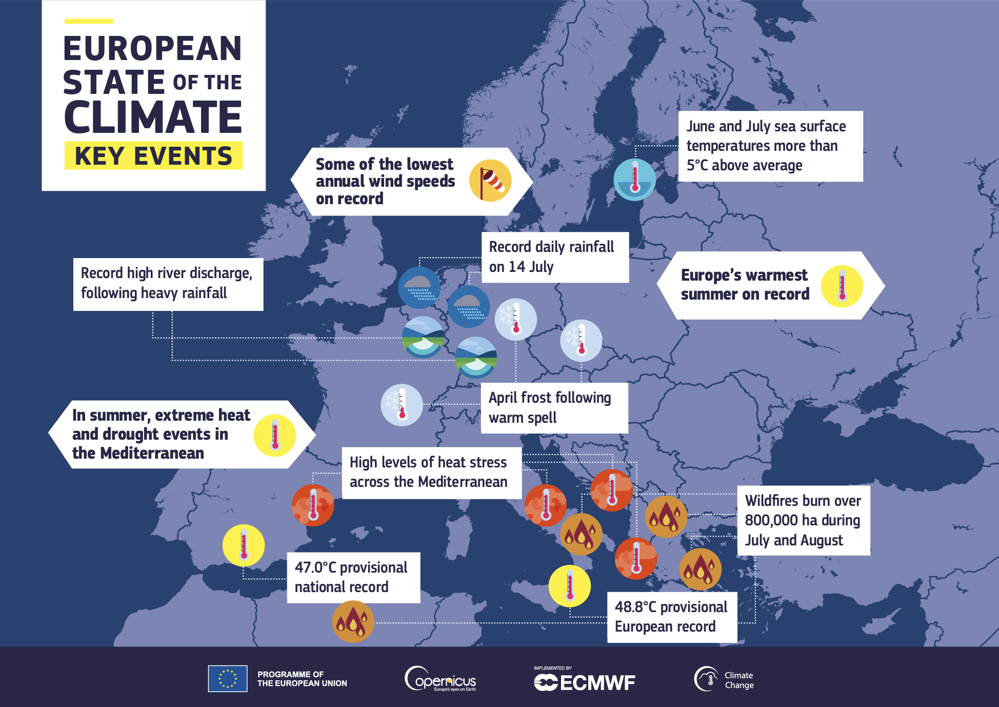 EUROPEAN
STATE OF THE
CLIMATE
KEY EVENTS
June and July sea surface
temperatures more than
5°C above average
Some of the lowest
annual wind speeds
on record
Record daily rainfall
on 14 July
Record high river discharge,
following heavy rainfall
Europe's warmest
summer on record
April frost following
warm spell
In summer, extreme heat
and drought events in
the Mediterranean
High levels of heat stress
across the Mediterranean
Wildfires burn over
800,000 ha during
July and August
47.0°C provisional
national record
48.8°C provisional
European record
PROGRAMME OF
THE EUROPEAN UNION
Copernicus
Europe's eyes on Earth
IMPLEMENTED BY
ECMWF
Climate
Change